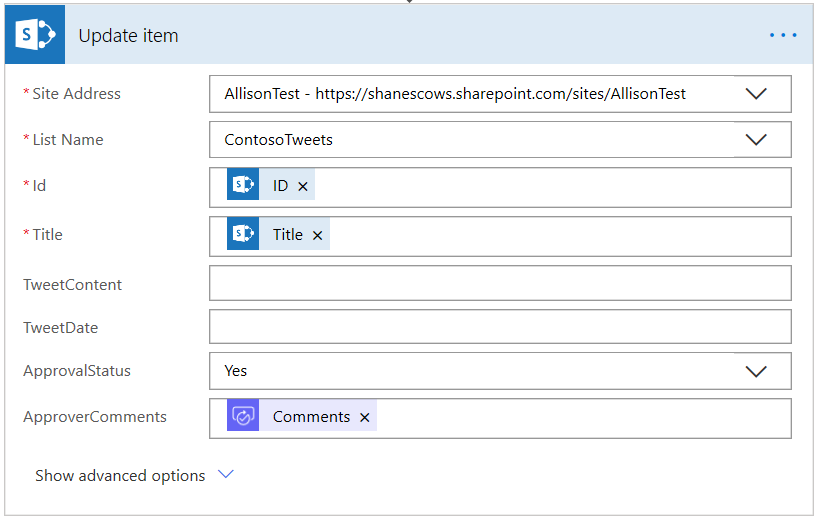 Update item
* Site Address AllisonTest - https://shanescows.sharepoint.com/sites/AllisonTest
* List Name ContosoTweets
* Id ID ×
* Title Title ×
TweetContent
TweetDate
ApprovalStatus Yes
ApproverComments Comments ×
Show advanced options